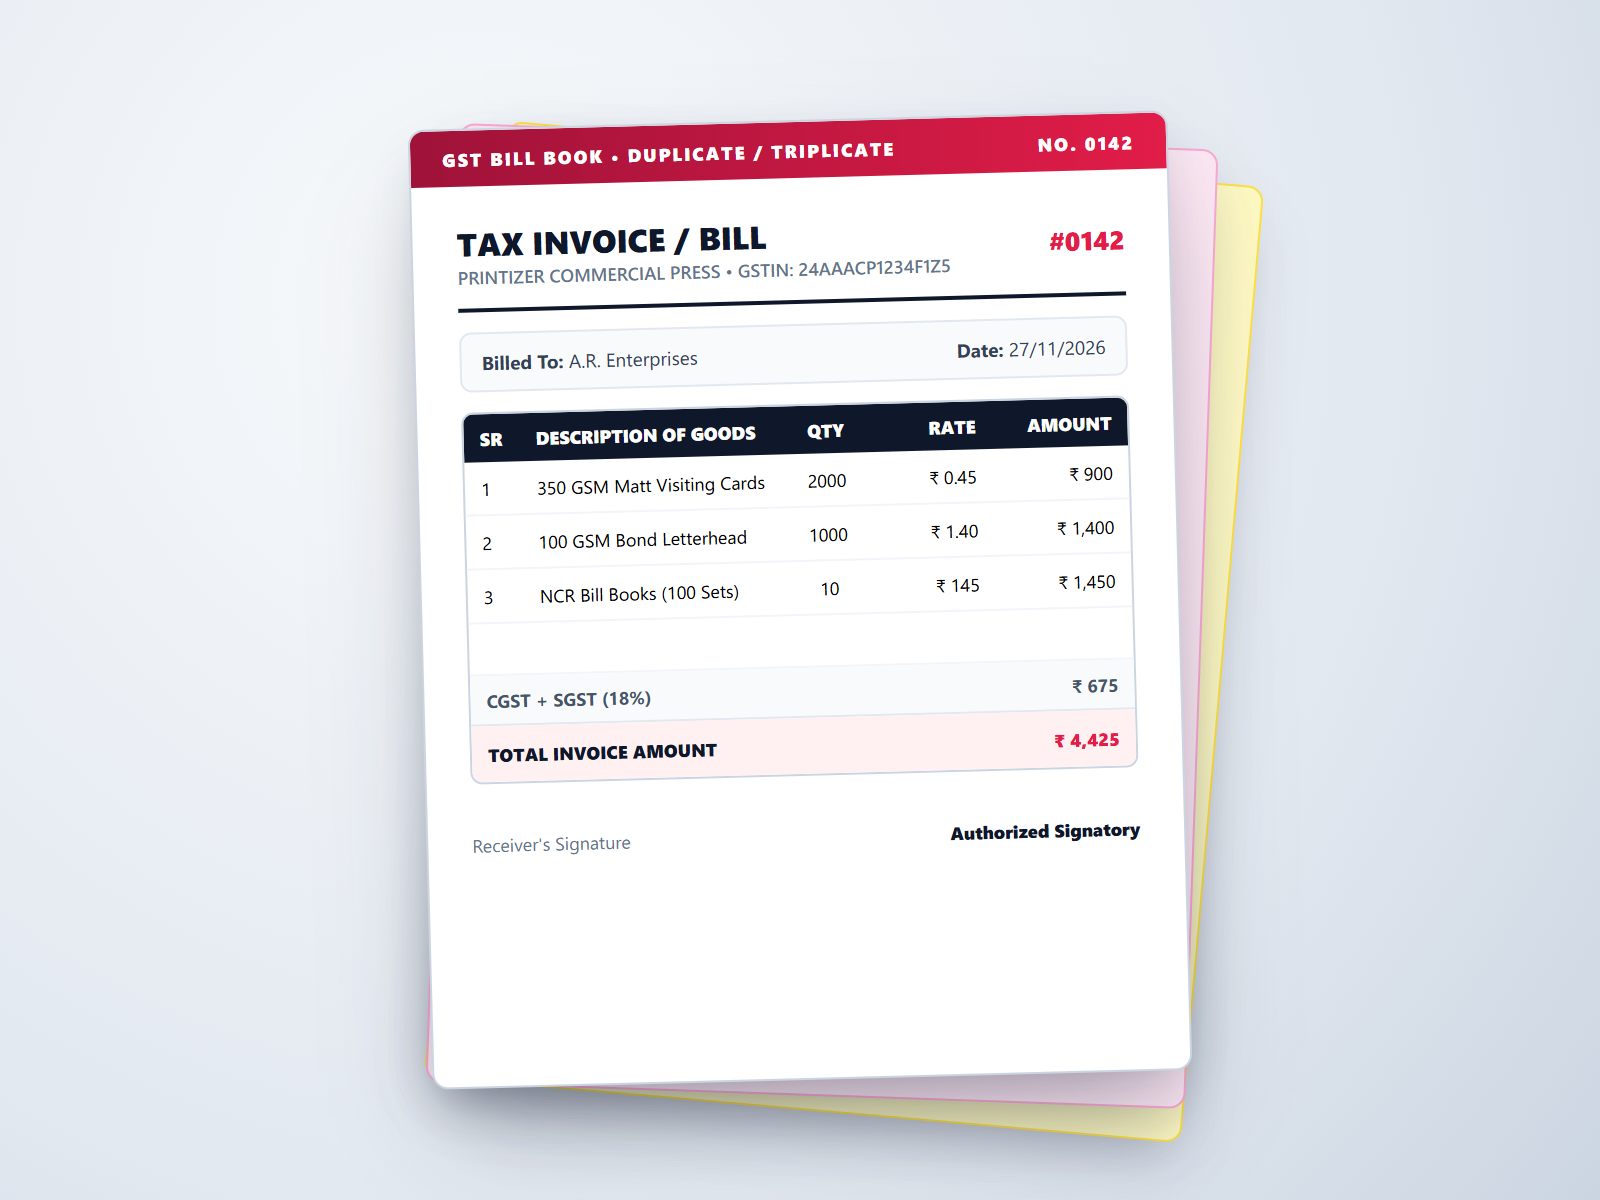 GST BILL BOOK • DUPLICATE / TRIPLICATE NO. 0142
TAX INVOICE / BILL #0142
PRINTIZER COMMERCIAL PRESS • GSTIN: 24AAACP1234F1Z5
Billed To: A.R. Enterprises Date: 27/11/2026
SR DESCRIPTION OF GOODS QTY RATE AMOUNT
1 350 GSM Matt Visiting Cards 2000 ₹ 0.45 ₹ 900
2 100 GSM Bond Letterhead 1000 ₹ 1.40 ₹ 1,400
3 NCR Bill Books (100 Sets) 10 ₹ 145 ₹ 1,450
CGST + SGST (18%) ₹ 675
TOTAL INVOICE AMOUNT ₹ 4,425
Receiver's Signature Authorized Signatory